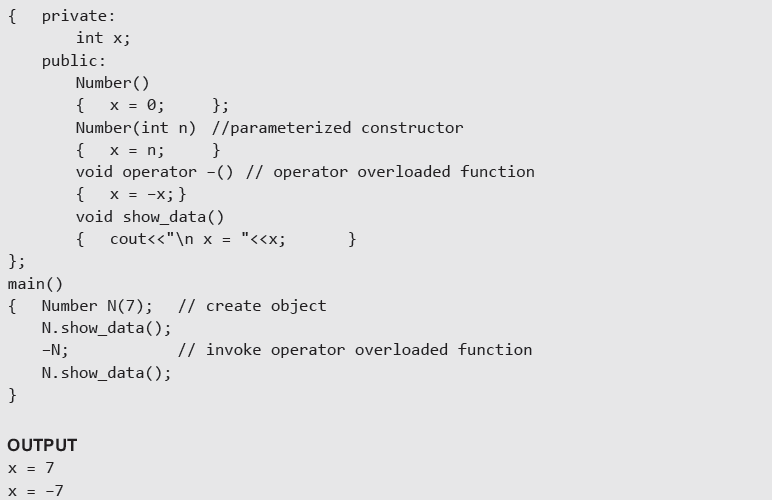 { private:
int x;
public:
Number()
{ x = 0; };
Number(int n) //parameterized constructor
{ x = n; }
void operator –() // operator overloaded function
{ x = –x; }
void show_data()
{ cout<<"\n x = "<<x; }
};
main()
{ Number N(7); // create object
N.show_data();
–N; // invoke operator overloaded function
N.show_data();
}
OUTPUT
x = 7
x = –7